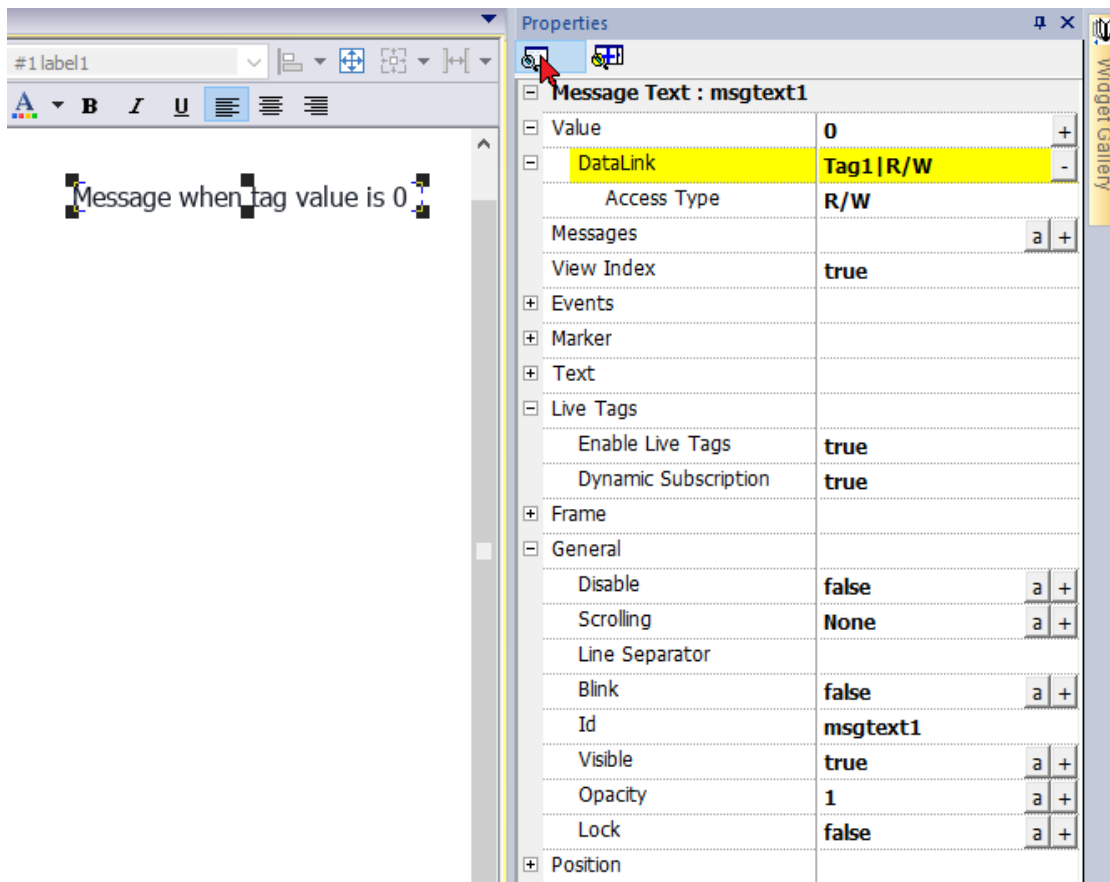 Properties
#1 label1
A B I U
Message when tag value is 0
Message Text : msgtext1
Value 0 +
DataLink Tag1|R/W -
Access Type R/W
Messages a +
View Index true
Events
Marker
Text
Live Tags
Enable Live Tags true
Dynamic Subscription true
Frame
General
Disable false a +
Scrolling None a +
Line Separator
Blink false a +
Id msgtext1
Visible true a +
Opacity 1 a +
Lock false a +
Position
Widget Gallery